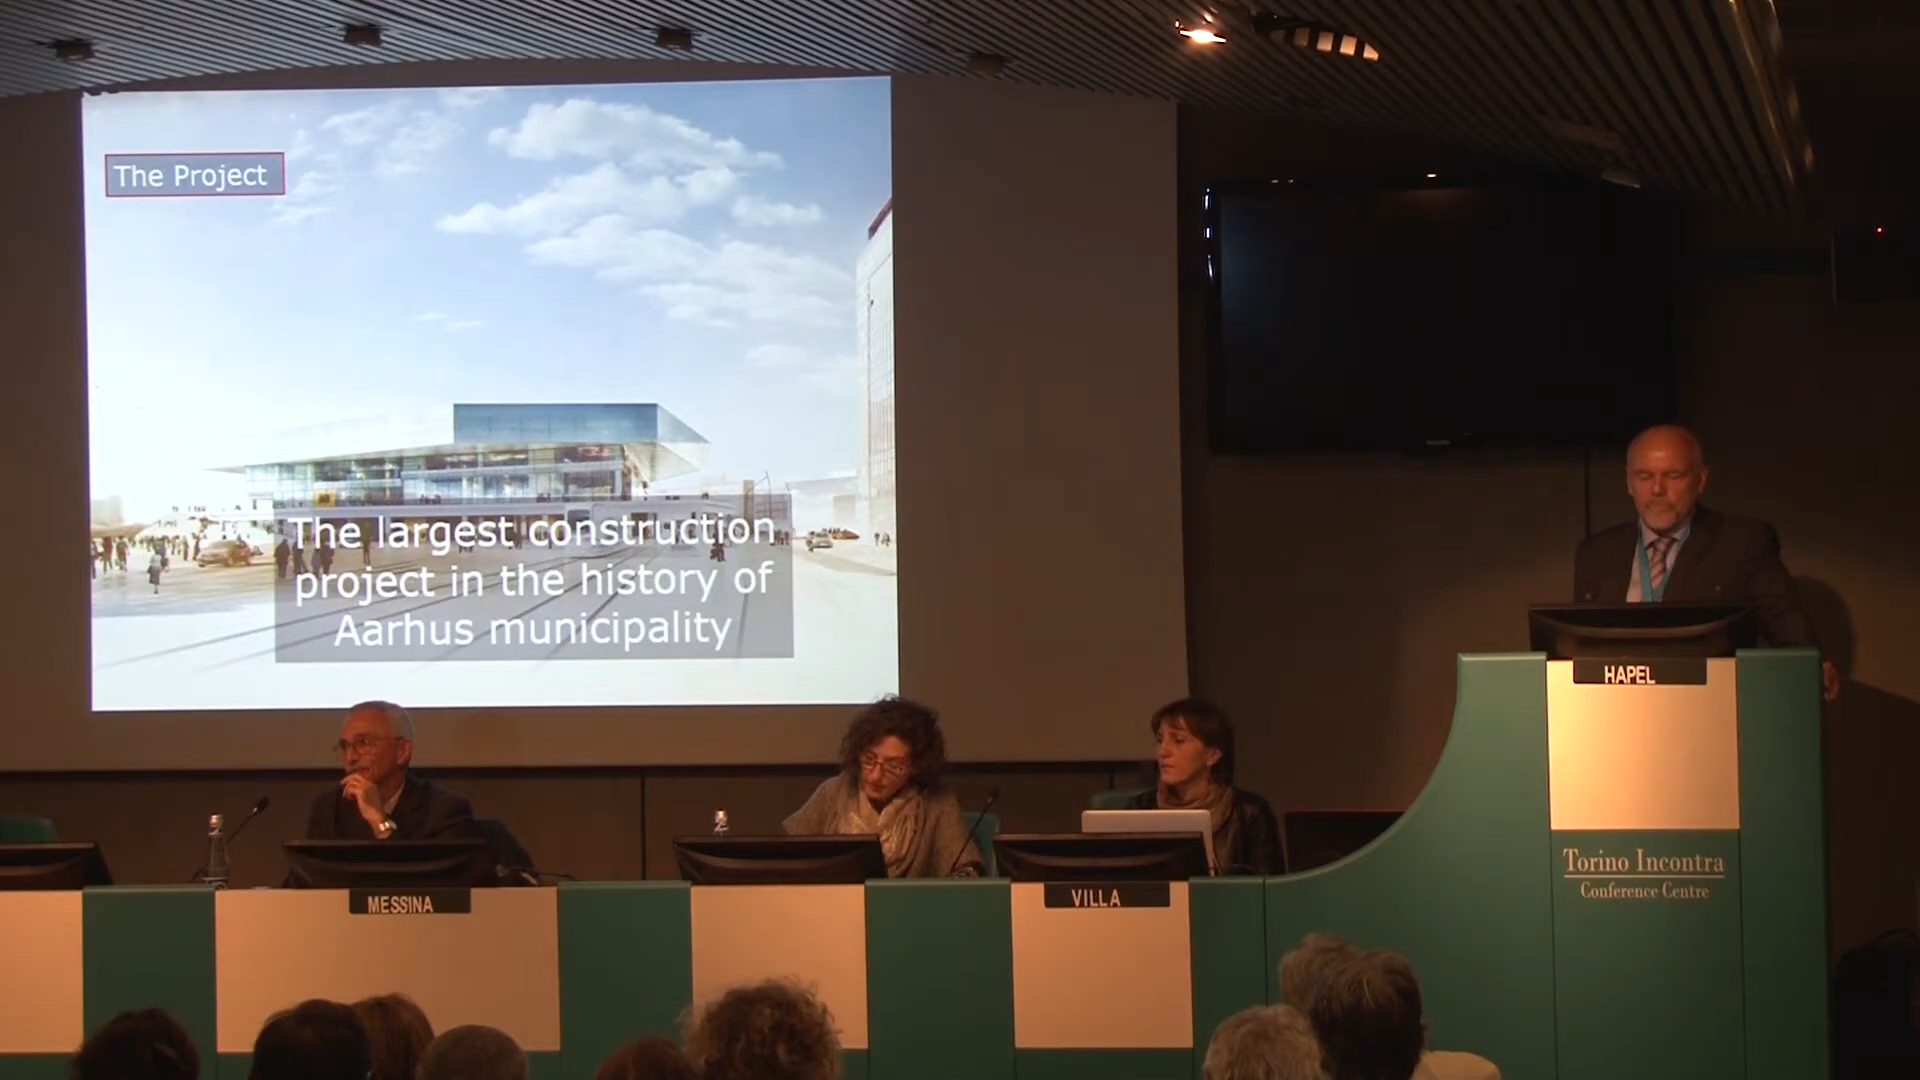 The Project
The largest construction
project in the history of
Aarhus municipality
HAPEL
MESSINA
VILLA
Torino Incontra
Conference Centre